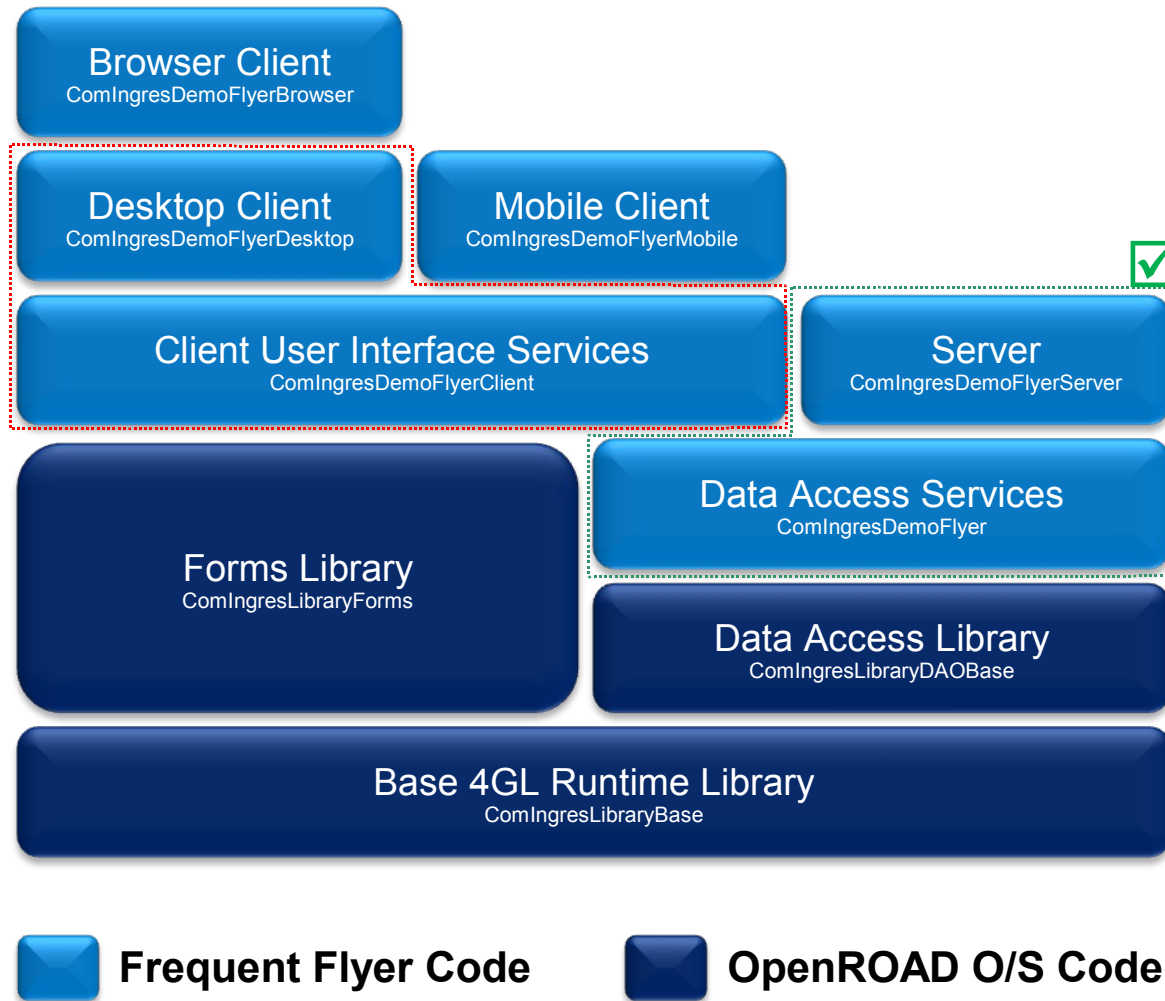 Browser Client
ComIngresDemoFlyerBrowser
Desktop Client
ComIngresDemoFlyerDesktop
Mobile Client
ComIngresDemoFlyerMobile
Client User Interface Services
ComIngresDemoFlyerClient
Server
ComIngresDemoFlyerServer
Data Access Services
ComIngresDemoFlyer
Forms Library
ComIngresLibraryForms
Data Access Library
ComIngresLibraryDAOBase
Base 4GL Runtime Library
ComIngresLibraryBase
Frequent Flyer Code
OpenROAD O/S Code